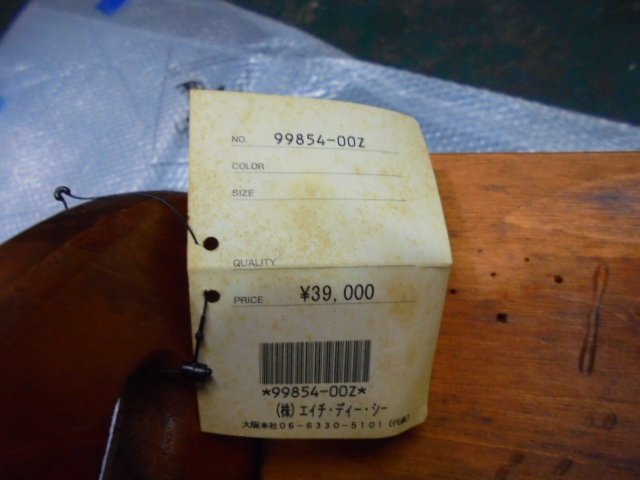 NO. 99854-00Z
COLOR
SIZE
QUALITY
PRICE ¥39,000
*99854-00Z*
(株)エイチ・ディー・シー
大阪本社06-6330-5101(代表)